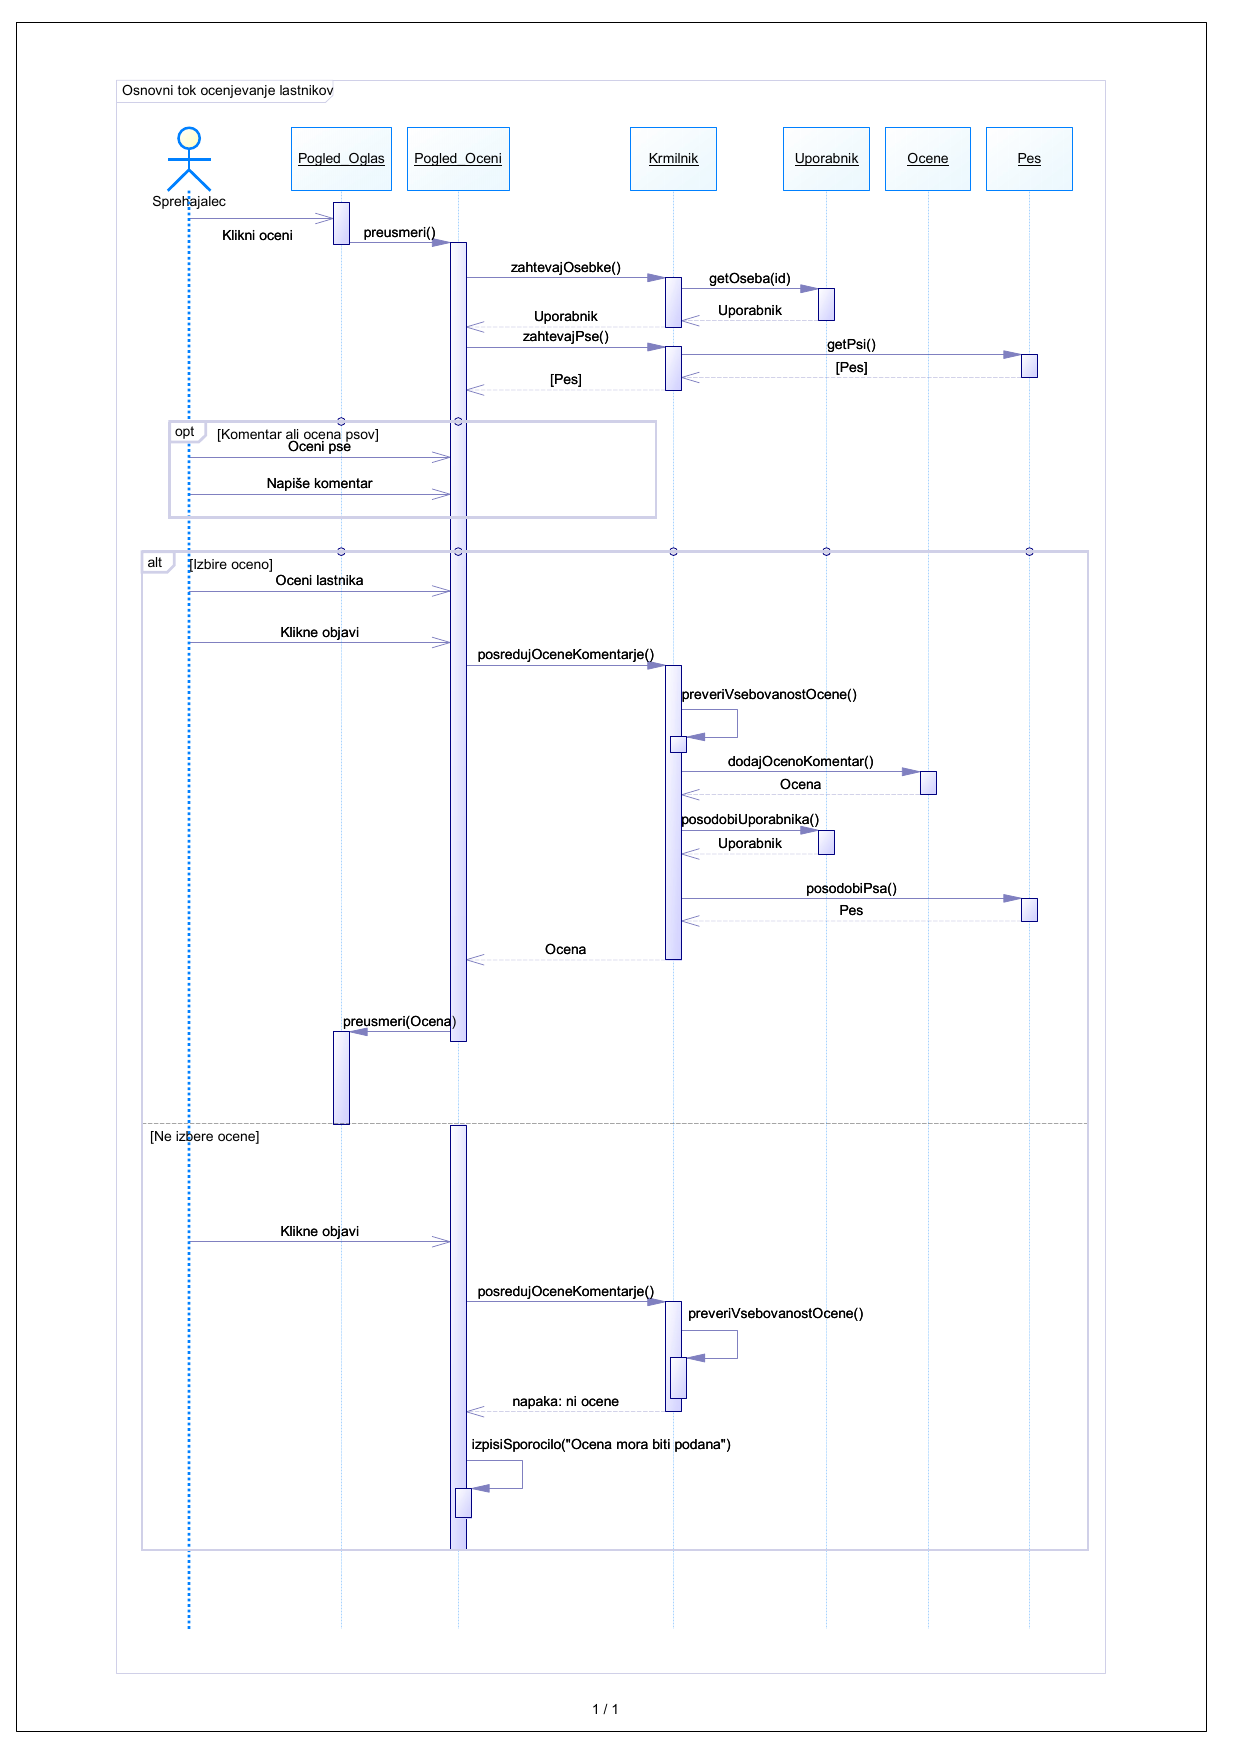 Osnovni tok ocenjevanje lastnikov
Sprehajalec
Pogled_Oglas
Pogled_Oceni
Krmilnik
Uporabnik
Ocene
Pes
Klikni oceni
preusmeri()
zahtevajOsebke()
getOseba(id)
Uporabnik
Uporabnik
zahtevajPse()
getPsi()
[Pes]
[Pes]
opt
[Komentar ali ocena psov]
Oceni pse
Napiše komentar
alt
[Izbire oceno]
Oceni lastnika
Klikne objavi
posredujOceneKomentarje()
preveriVsebovanostOcene()
dodajOcenoKomentar()
Ocena
posodobiUporabnika()
Uporabnik
posodobiPsa()
Pes
Ocena
preusmeri(Ocena)
[Ne izbere ocene]
Klikne objavi
posredujOceneKomentarje()
preveriVsebovanostOcene()
napaka: ni ocene
izpisiSporocilo("Ocena mora biti podana")
1 / 1